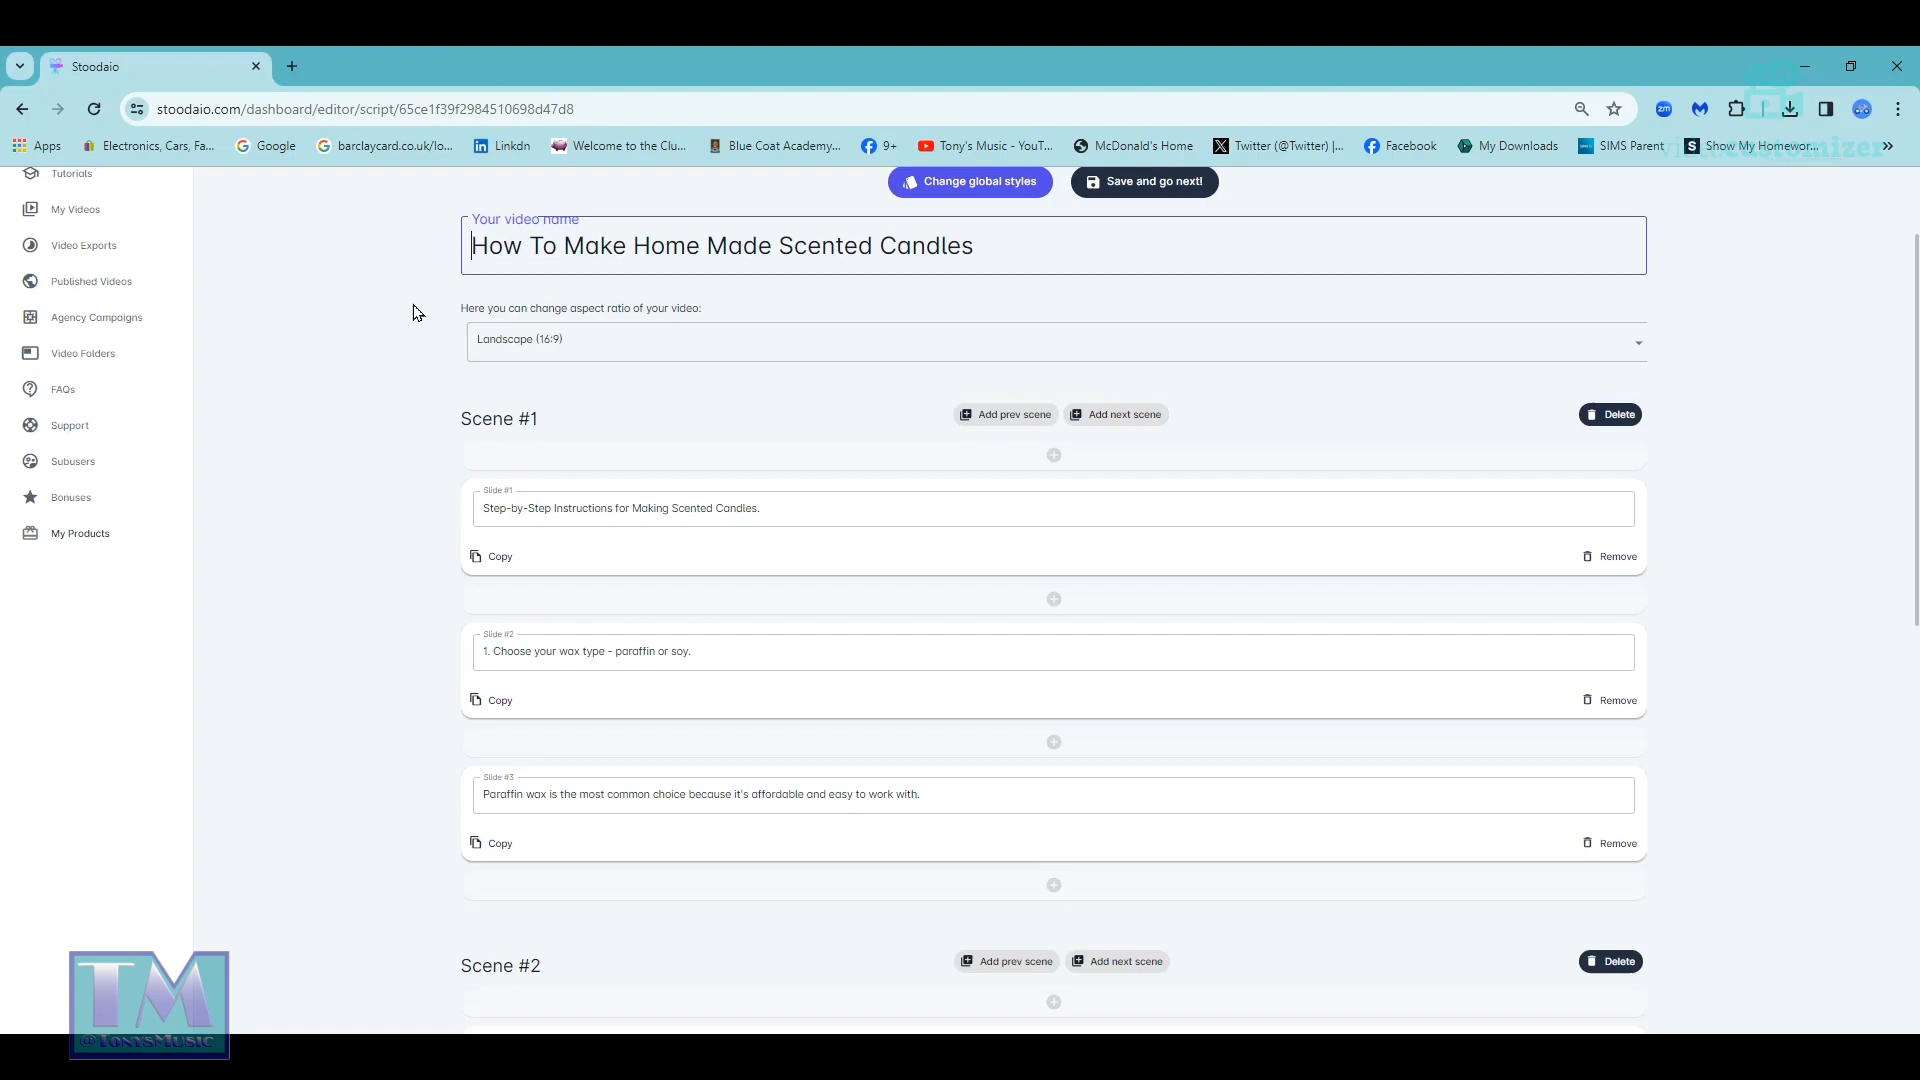 Stoodaio
stoodaio.com/dashboard/editor/script/65ce1f39f2984510698d47d8
zm
Apps
Electronics, Cars, Fa...
Google
barclaycard.co.uk/lo...
Linkdn
Welcome to the Clu...
Blue Coat Academy...
9+
Tony's Music - YouT...
McDonald's Home
Twitter (@Twitter) |...
Facebook
My Downloads
SIMS Parent
Show My Homewor...
Tutorials
My Videos
Video Exports
Published Videos
Agency Campaigns
Video Folders
FAQs
Support
Subusers
Bonuses
My Products
Change global styles
Save and go next!
Your video name
How To Make Home Made Scented Candles
Here you can change aspect ratio of your video:
Landscape (16:9)
Scene #1
Add prev scene
Add next scene
Delete
Slide #1
Step-by-Step Instructions for Making Scented Candles.
Copy
Remove
Slide #2
1. Choose your wax type - paraffin or soy.
Copy
Remove
Slide #3
Paraffin wax is the most common choice because it's affordable and easy to work with.
Copy
Remove
Scene #2
Add prev scene
Add next scene
Delete
TM
@TonysMusic